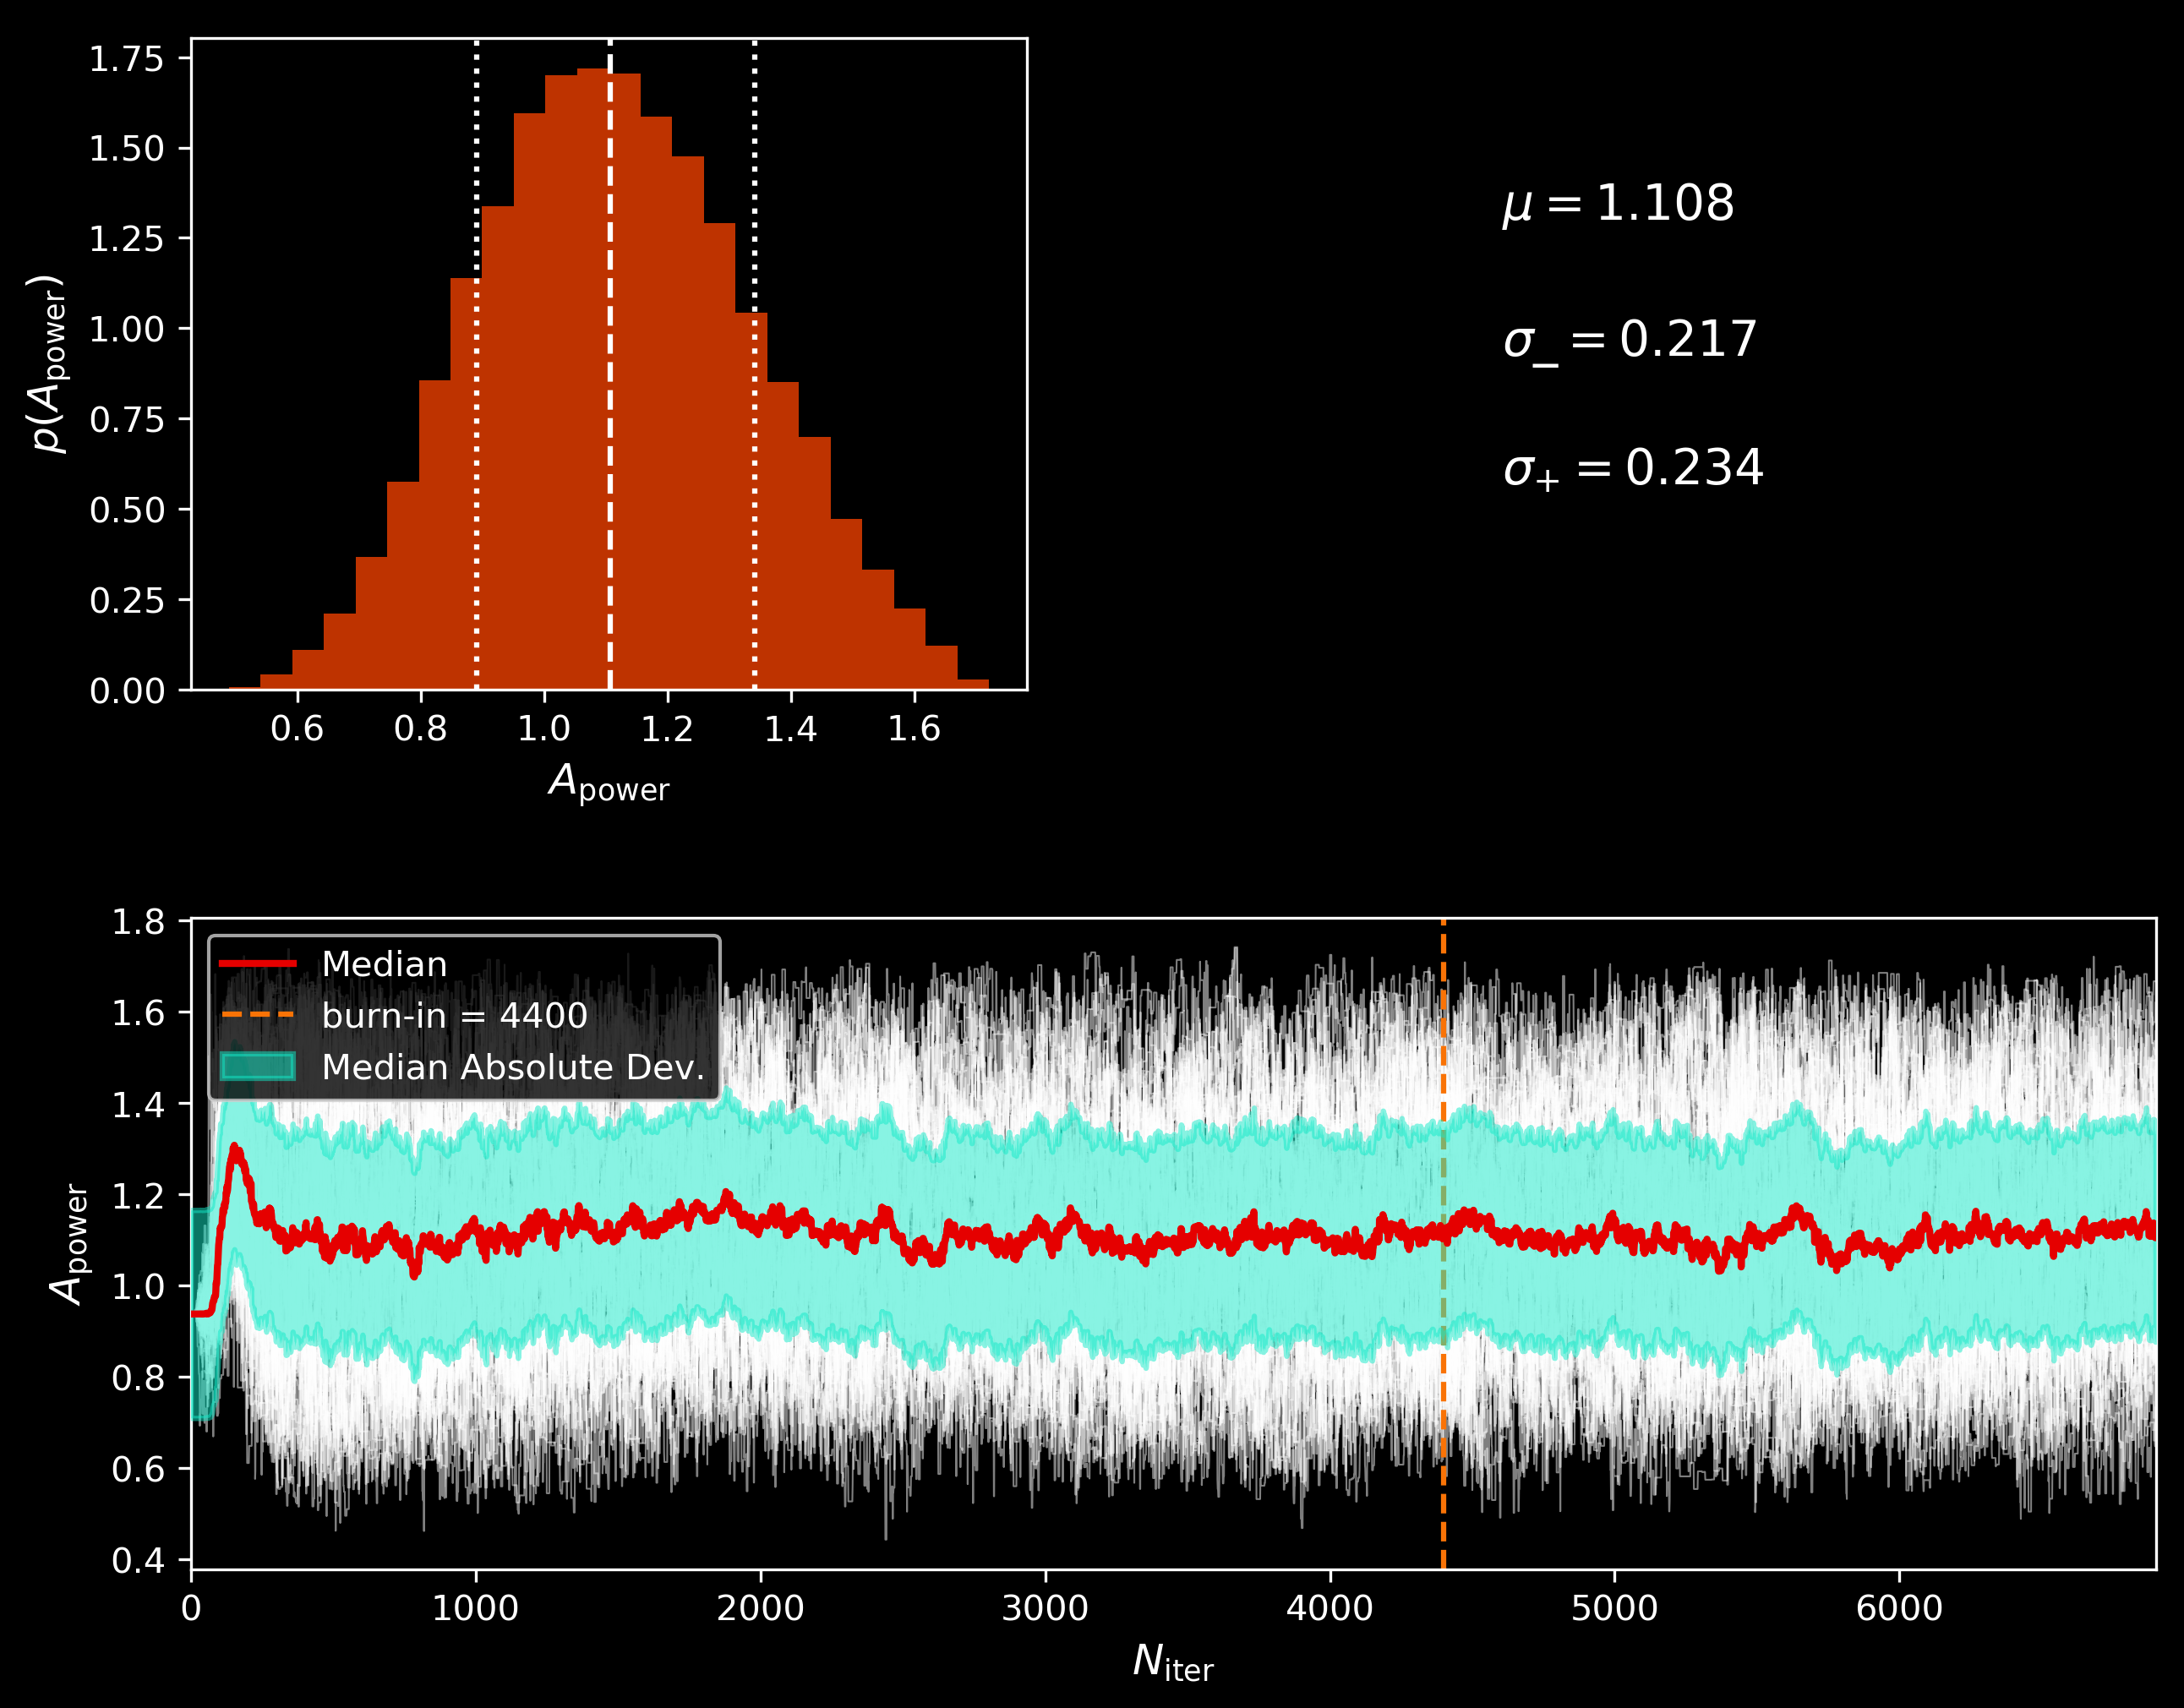 1.75
1.50
1.25
1.00
0.75
0.50
0.25
0.00
p(A_power)
0.6 0.8 1.0 1.2 1.4 1.6
A_power
μ = 1.108
σ_− = 0.217
σ_+ = 0.234
1.8
1.6
1.4
1.2
1.0
0.8
0.6
0.4
A_power
Median
burn-in = 4400
Median Absolute Dev.
0 1000 2000 3000 4000 5000 6000
N_iter